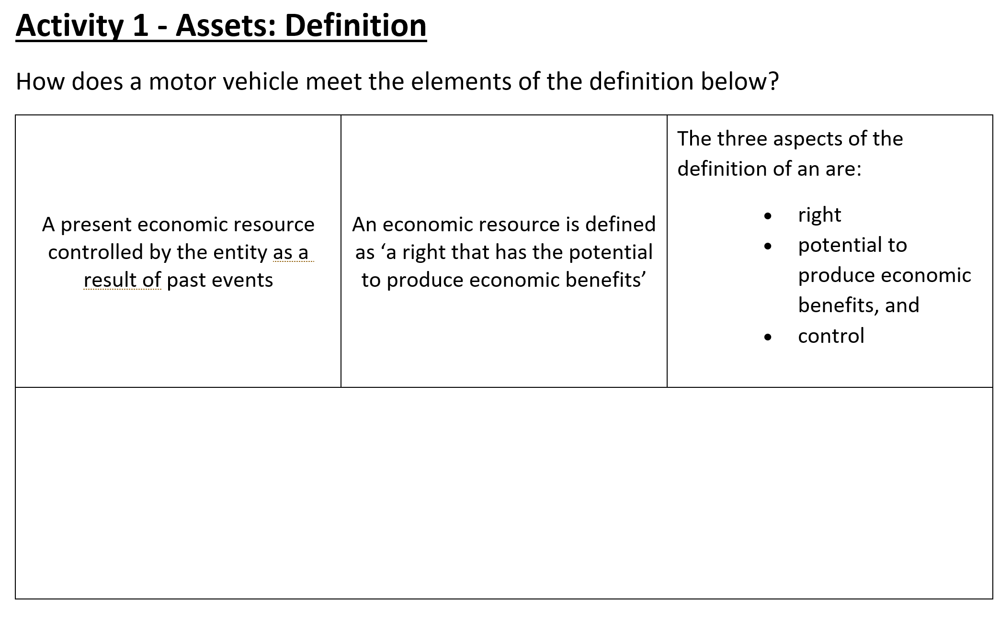 Activity 1 - Assets: Definition
How does a motor vehicle meet the elements of the definition below?
A present economic resource
controlled by the entity as a
result of past events
An economic resource is defined
as ‘a right that has the potential
to produce economic benefits’
The three aspects of the
definition of an are:
• right
• potential to
produce economic
benefits, and
• control